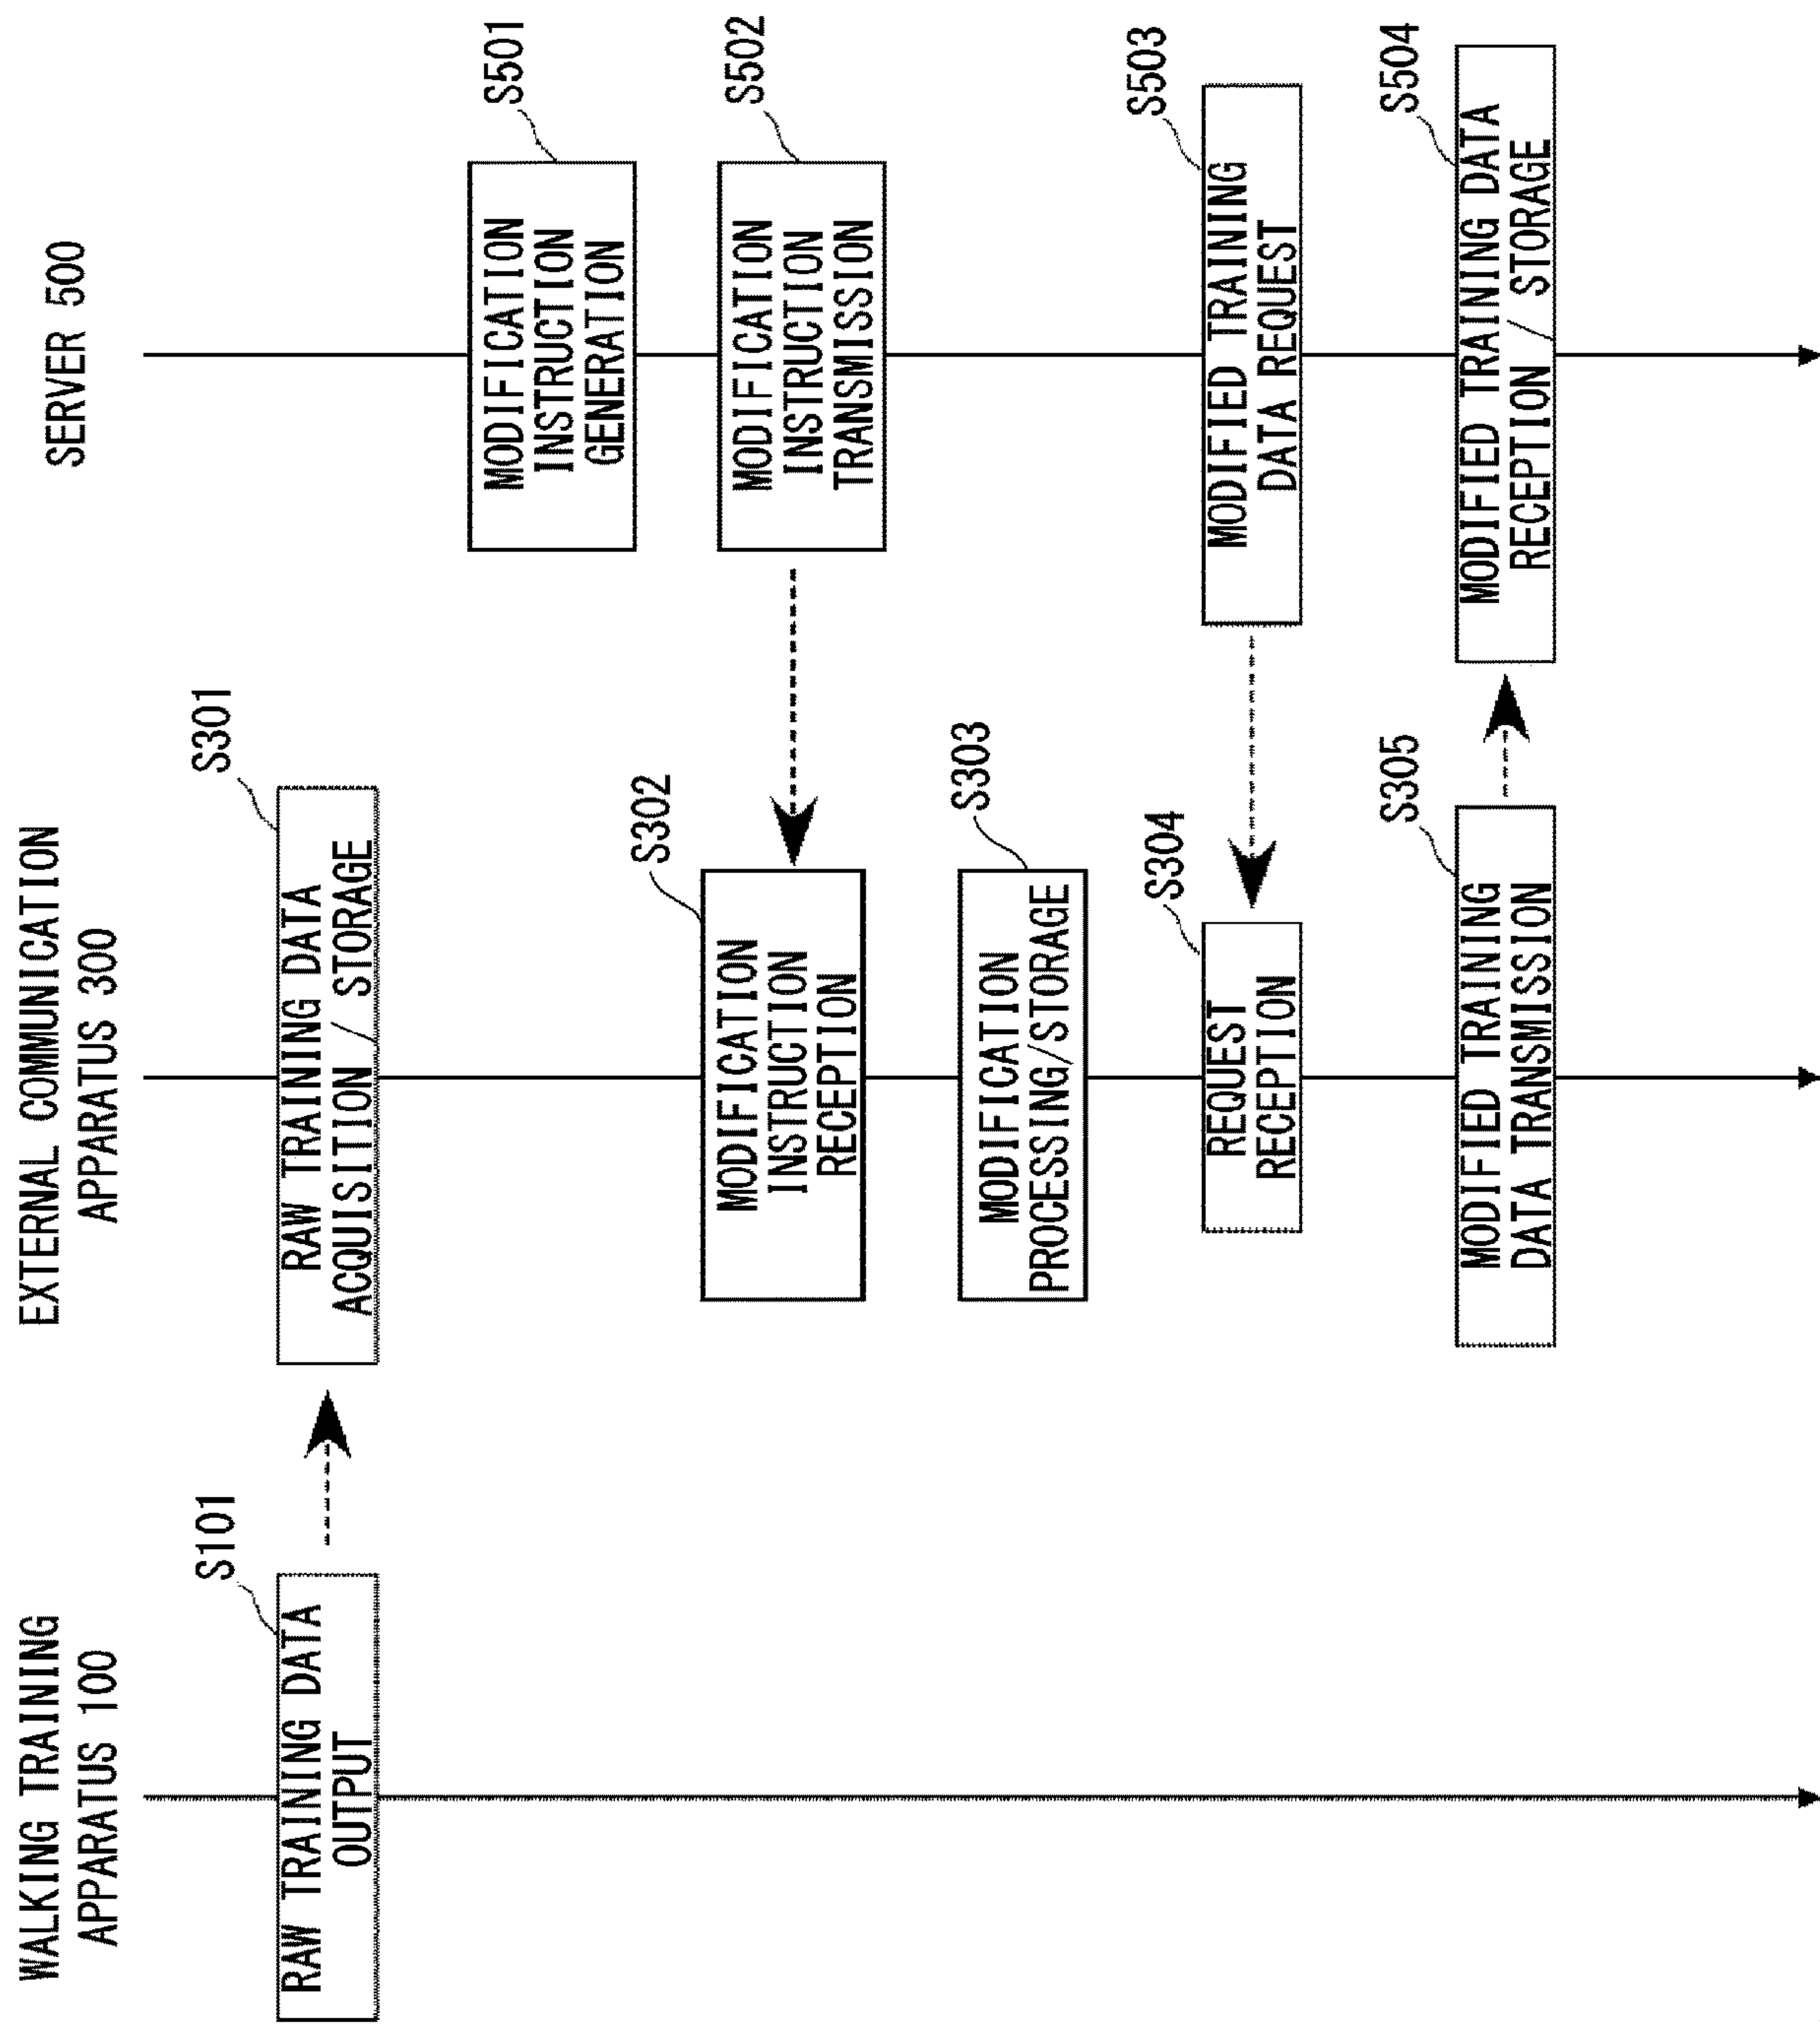 WALKING TRAINING
APPARATUS 100
EXTERNAL COMMUNICATION
APPARATUS 300
SERVER 500
S101
RAW TRAINING DATA
OUTPUT
S301
RAW TRAINING DATA
ACQUISITION / STORAGE
S501
MODIFICATION
INSTRUCTION
GENERATION
S302
MODIFICATION
INSTRUCTION
RECEPTION
S502
MODIFICATION
INSTRUCTION
TRANSMISSION
S303
MODIFICATION
PROCESSING/STORAGE
S304
REQUEST
RECEPTION
S503
MODIFIED TRAINING
DATA REQUEST
S305
MODIFIED TRAINING
DATA TRANSMISSION
S504
MODIFIED TRAINING DATA
RECEPTION / STORAGE